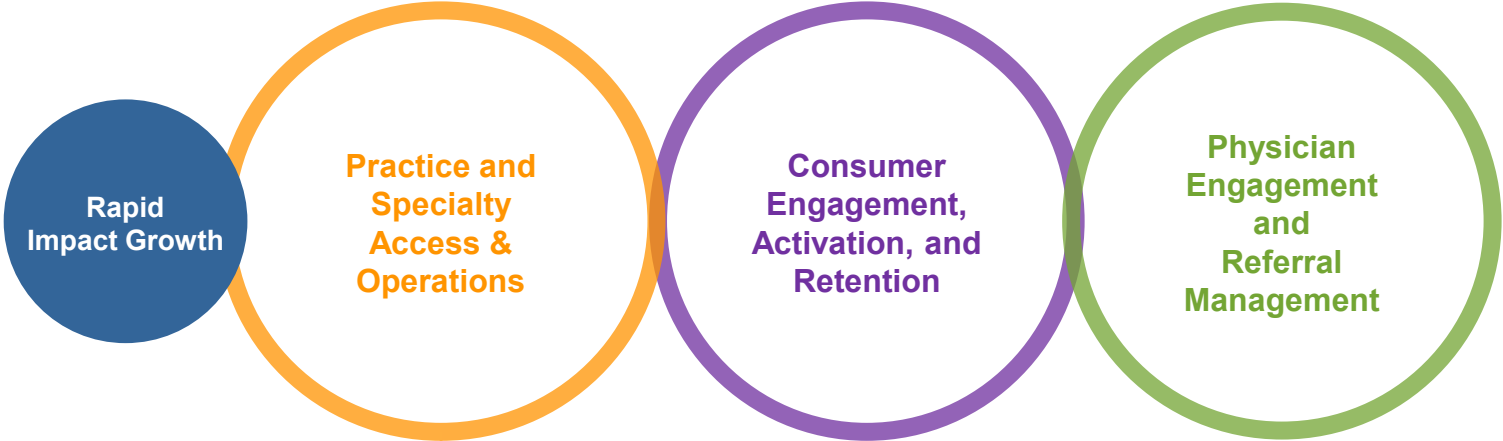 Rapid
Impact Growth
Practice and
Specialty
Access &
Operations
Consumer
Engagement,
Activation, and
Retention
Physician
Engagement
and
Referral
Management